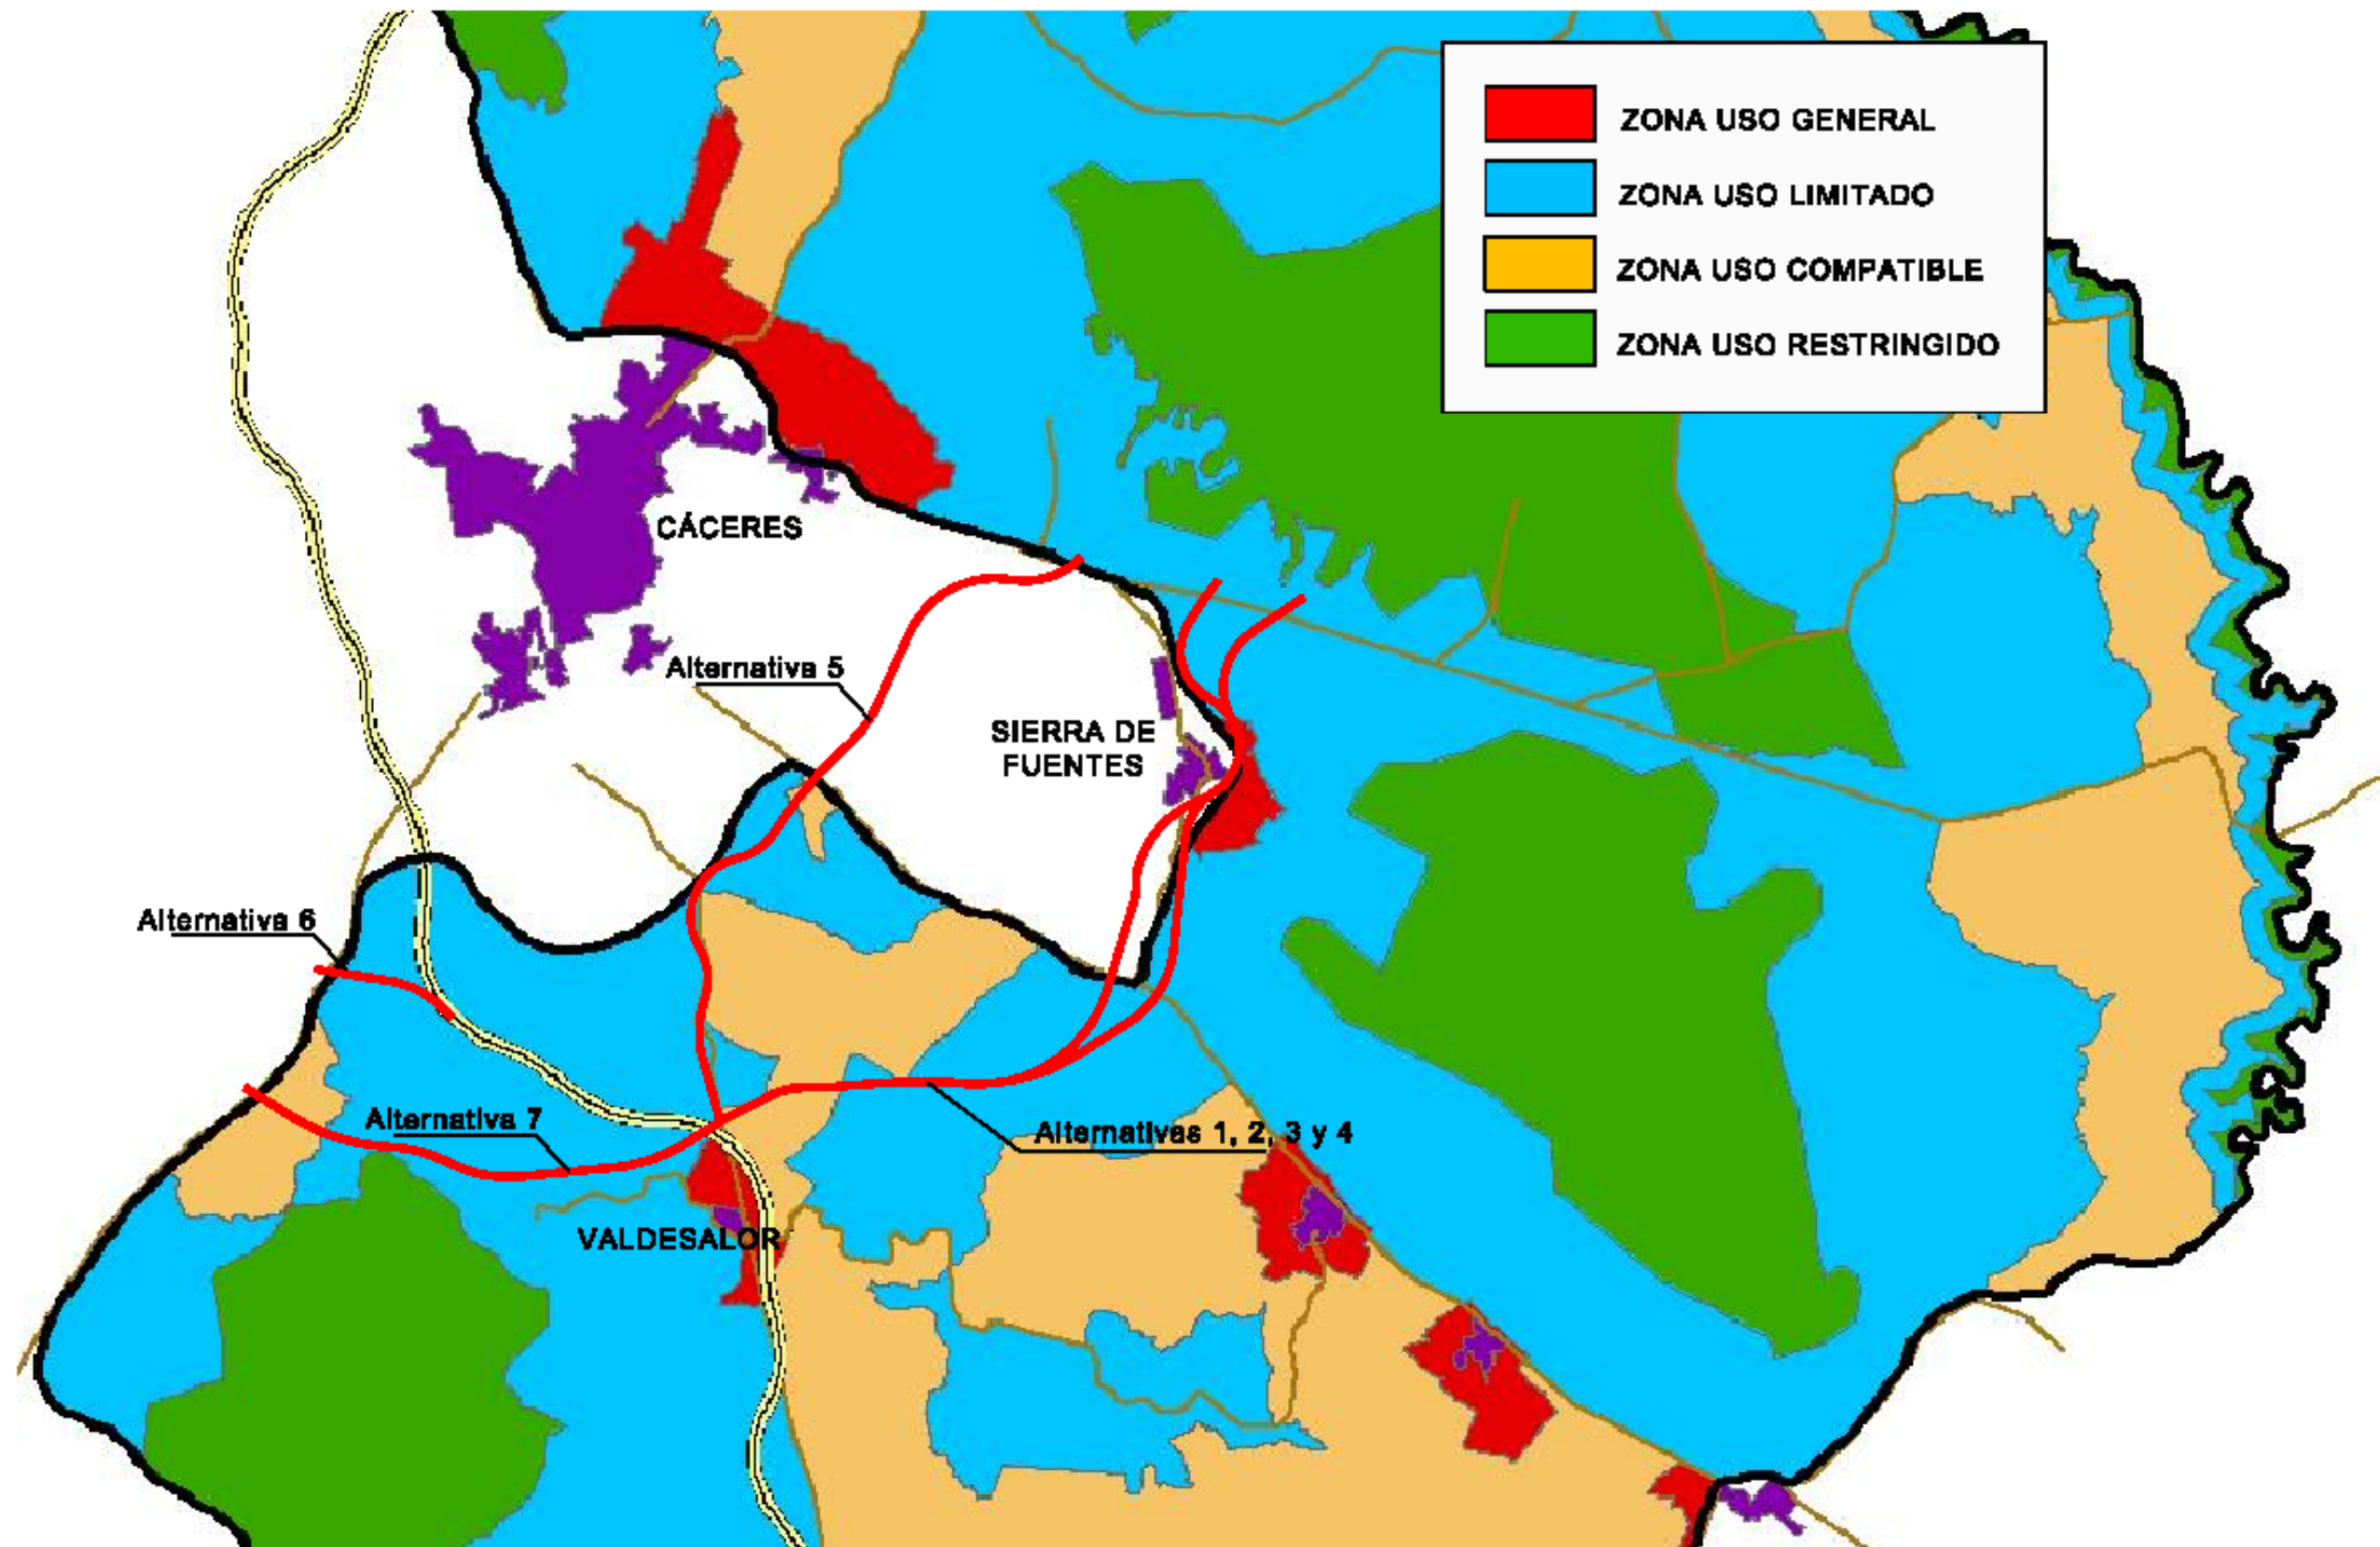 ZONA USO GENERAL
ZONA USO LIMITADO
ZONA USO COMPATIBLE
ZONA USO RESTRINGIDO
CÁCERES
Alternativa 5
SIERRA DE
FUENTES
Alternativa 6
Alternativa 7
Alternativas 1, 2, 3 y 4
VALDESALOR